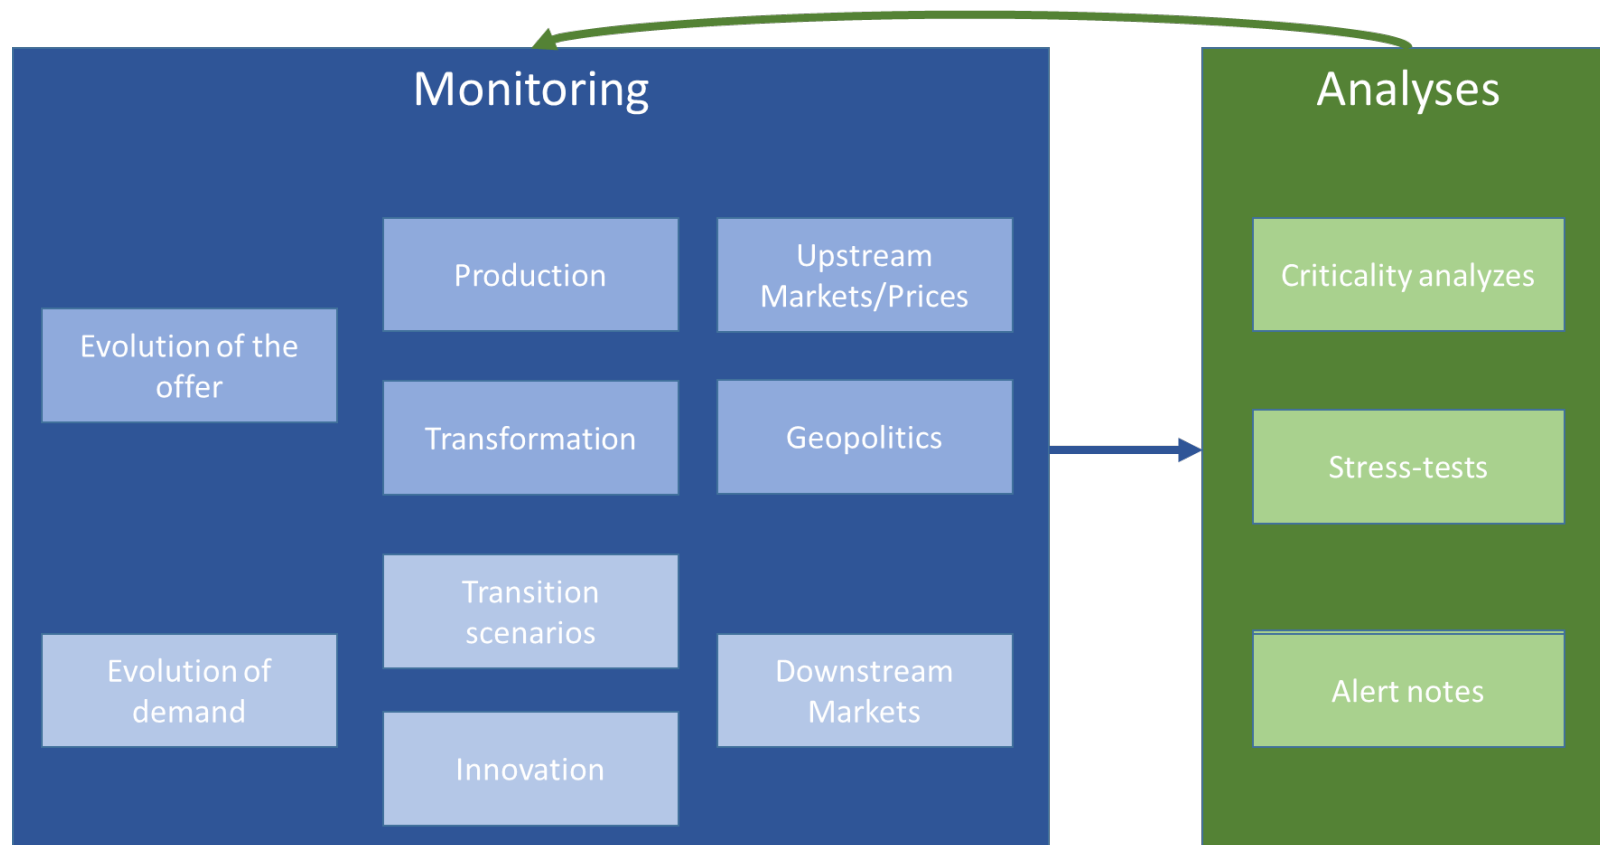 Monitoring
Analyses
Production
Upstream
Markets/Prices
Criticality analyzes
Evolution of the
offer
Transformation
Geopolitics
Stress-tests
Transition
scenarios
Evolution of
demand
Downstream
Markets
Alert notes
Innovation